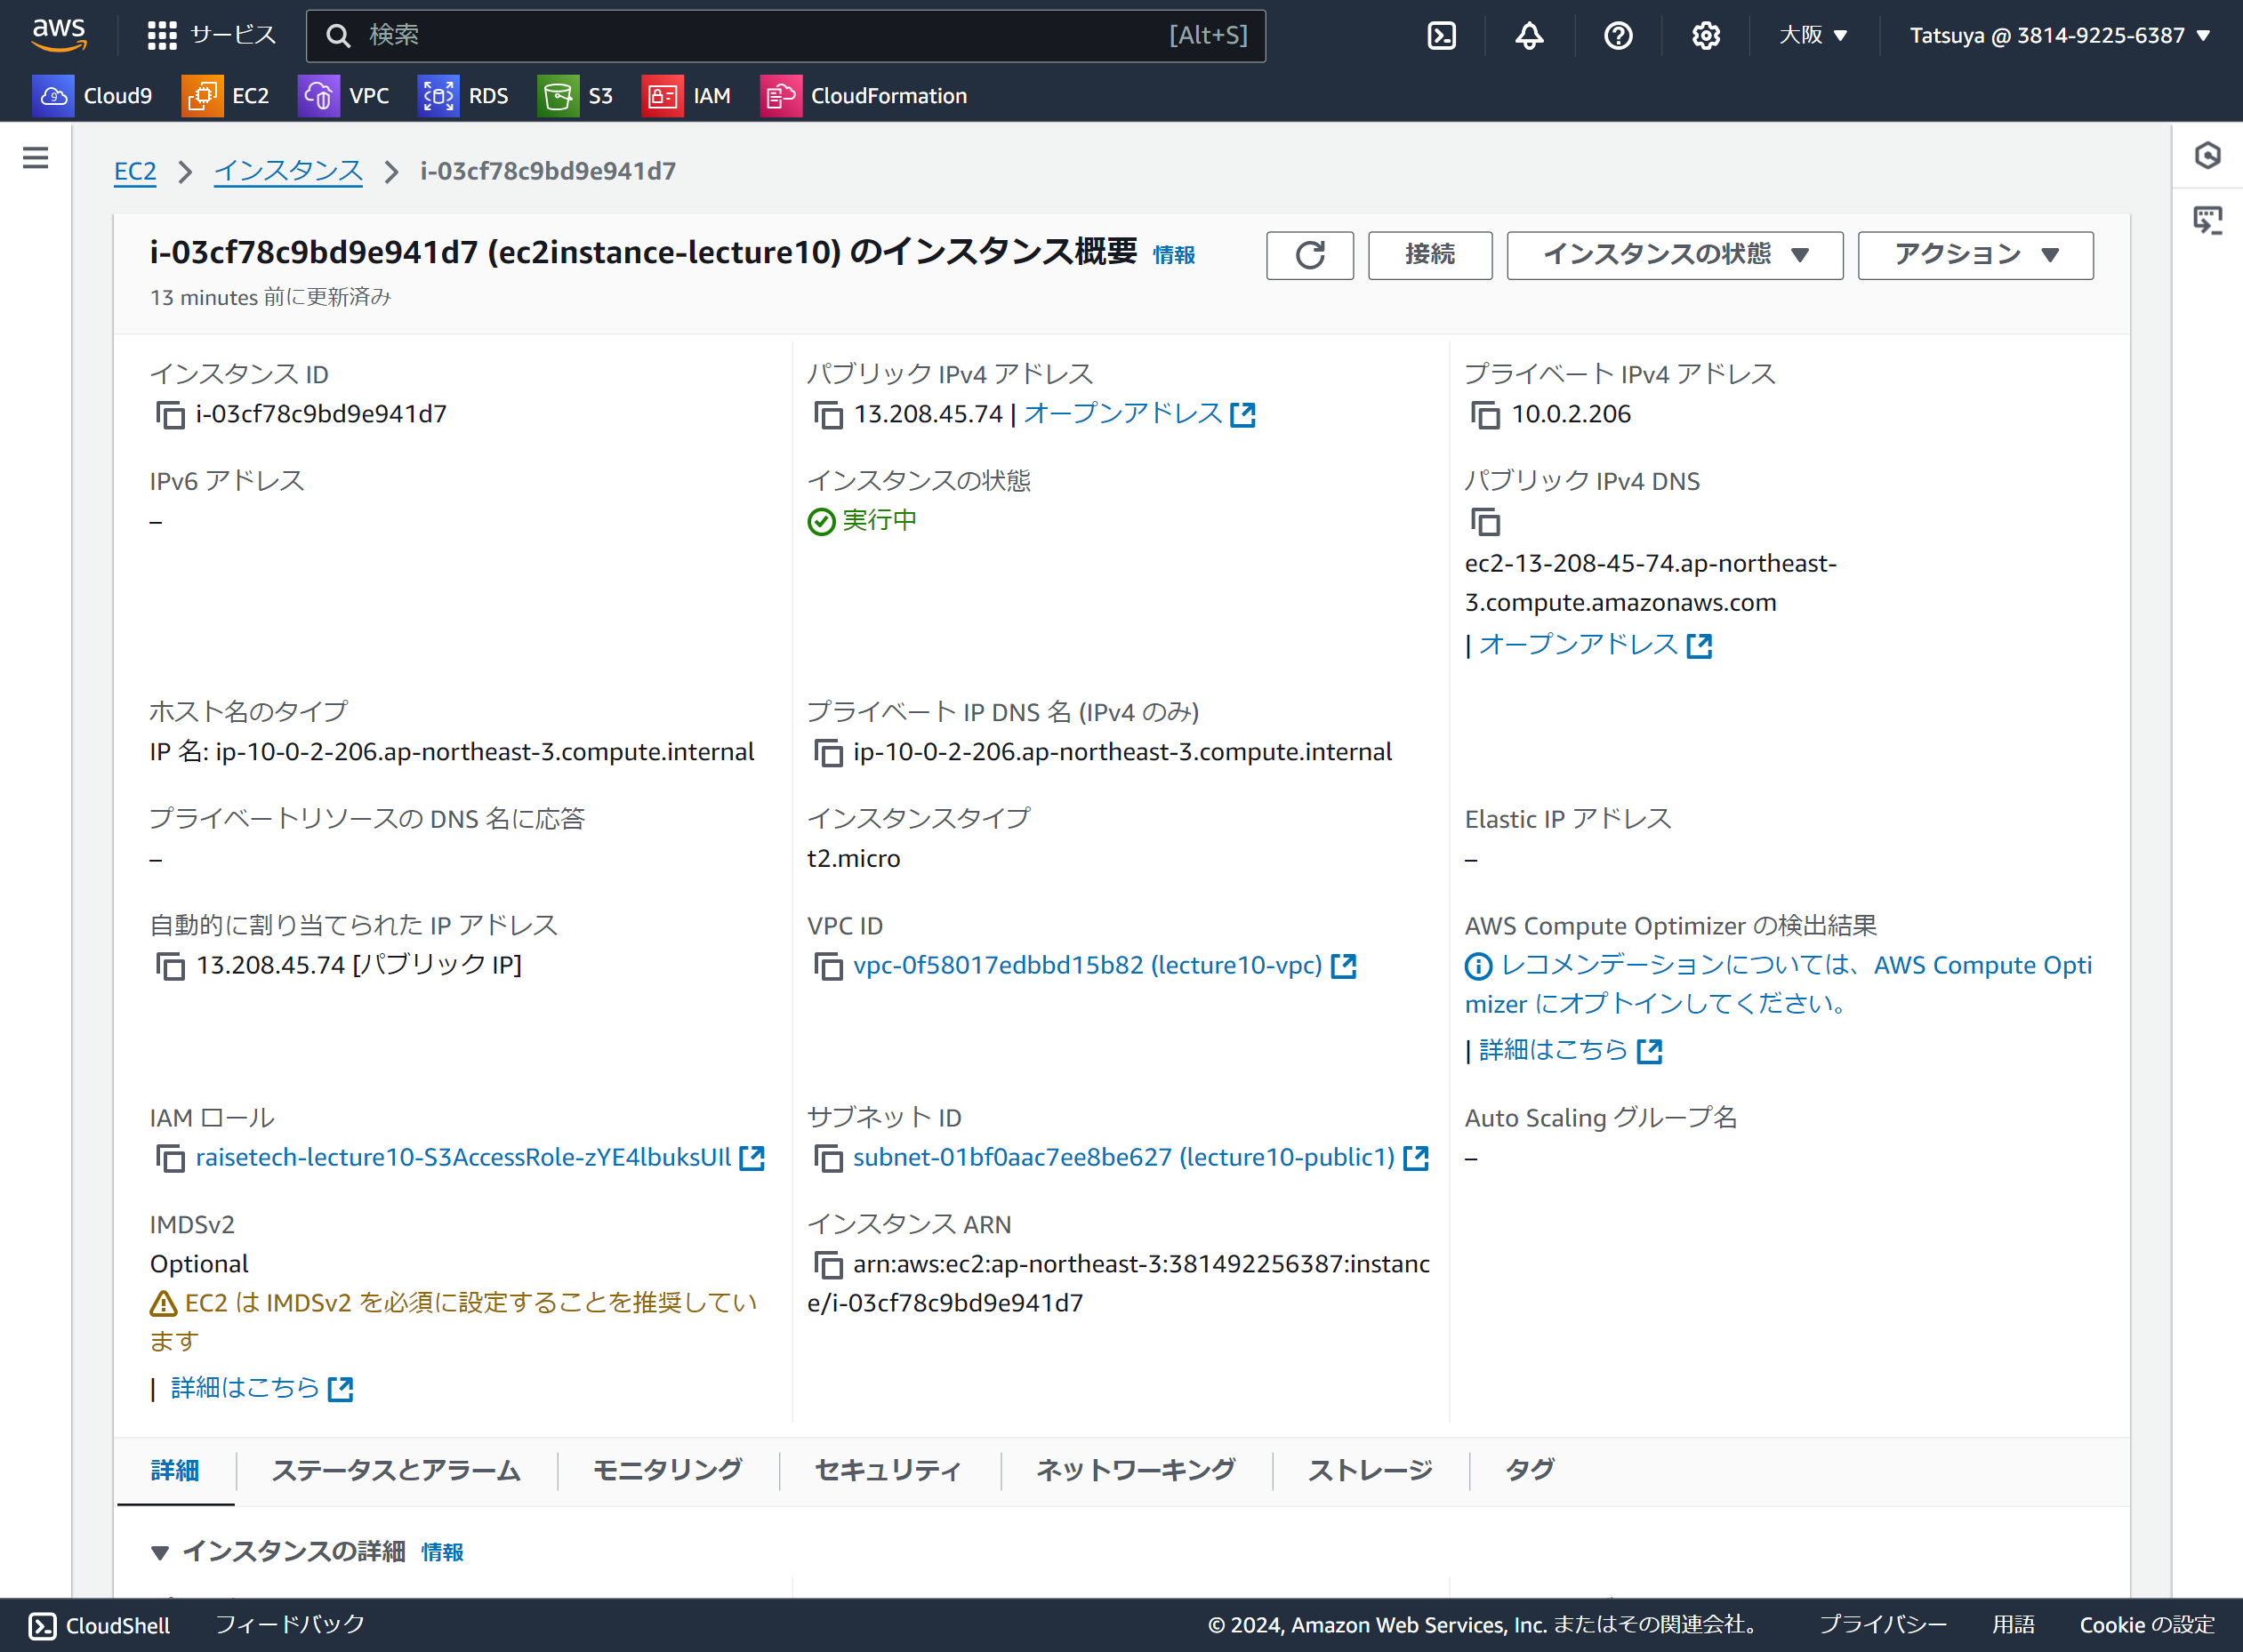 aws
サービス
検索
[Alt+S]
大阪 ▼
Tatsuya @ 3814-9225-6387 ▼
Cloud9
EC2
VPC
RDS
S3
IAM
CloudFormation
EC2 > インスタンス > i-03cf78c9bd9e941d7
i-03cf78c9bd9e941d7 (ec2instance-lecture10) のインスタンス概要 情報
接続
インスタンスの状態 ▼
アクション ▼
13 minutes 前に更新済み
インスタンス ID
i-03cf78c9bd9e941d7
パブリック IPv4 アドレス
13.208.45.74 | オープンアドレス
プライベート IPv4 アドレス
10.0.2.206
IPv6 アドレス
–
インスタンスの状態
実行中
パブリック IPv4 DNS
ec2-13-208-45-74.ap-northeast-
3.compute.amazonaws.com
| オープンアドレス
ホスト名のタイプ
IP 名: ip-10-0-2-206.ap-northeast-3.compute.internal
プライベート IP DNS 名 (IPv4 のみ)
ip-10-0-2-206.ap-northeast-3.compute.internal
プライベートリソースの DNS 名に応答
–
インスタンスタイプ
t2.micro
Elastic IP アドレス
–
自動的に割り当てられた IP アドレス
13.208.45.74 [パブリック IP]
VPC ID
vpc-0f58017edbbd15b82 (lecture10-vpc)
AWS Compute Optimizer の検出結果
レコメンデーションについては、AWS Compute Opti
mizer にオプトインしてください。
| 詳細はこちら
IAM ロール
raisetech-lecture10-S3AccessRole-zYE4lbuksUIl
サブネット ID
subnet-01bf0aac7ee8be627 (lecture10-public1)
Auto Scaling グループ名
–
IMDSv2
Optional
EC2 は IMDSv2 を必須に設定することを推奨してい
ます
| 詳細はこちら
インスタンス ARN
arn:aws:ec2:ap-northeast-3:381492256387:instanc
e/i-03cf78c9bd9e941d7
詳細
ステータスとアラーム
モニタリング
セキュリティ
ネットワーキング
ストレージ
タグ
▼ インスタンスの詳細 情報
CloudShell
フィードバック
© 2024, Amazon Web Services, Inc. またはその関連会社。
プライバシー
用語
Cookie の設定